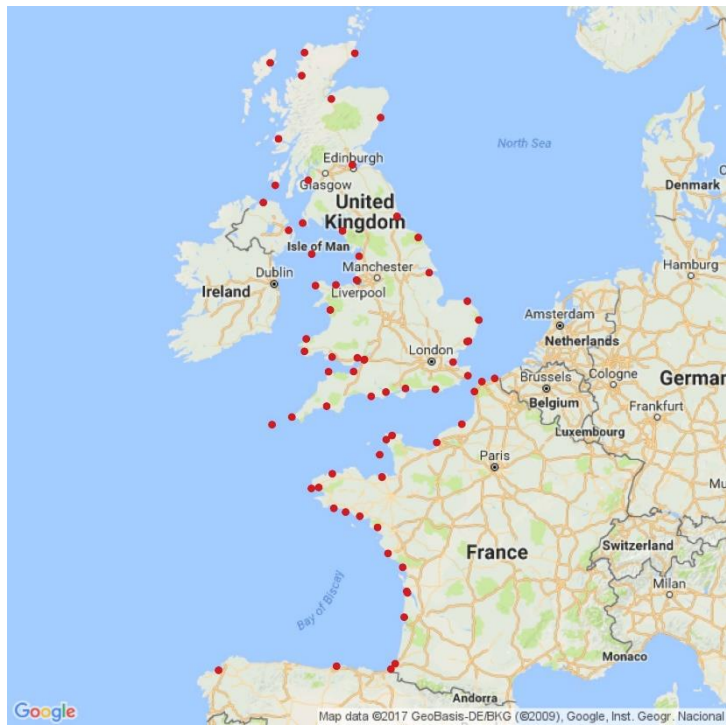 North Sea
Edinburgh
Glasgow
Denmark
United
Kingdom
Isle of Man
Hamburg
Dublin
Manchester
Ireland
Liverpool
Amsterdam
Netherlands
London
Brussels
Cologne
German
Belgium
Frankfurt
Luxembourg
Paris
Mu
France
Switzerland
Milan
Bay of Biscay
Monaco
Andorra
Google
Map data ©2017 GeoBasis-DE/BKG (©2009), Google, Inst. Geogr. Nacional